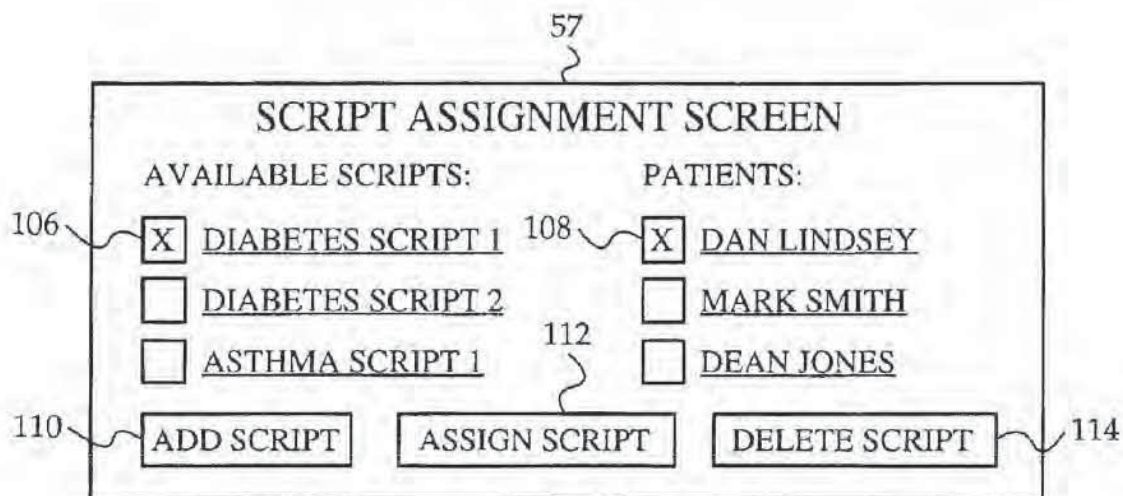 57
SCRIPT ASSIGNMENT SCREEN
AVAILABLE SCRIPTS: PATIENTS:
106 X DIABETES SCRIPT 1 108 X DAN LINDSEY
DIABETES SCRIPT 2 MARK SMITH
112
ASTHMA SCRIPT 1 DEAN JONES
110 ADD SCRIPT ASSIGN SCRIPT DELETE SCRIPT 114